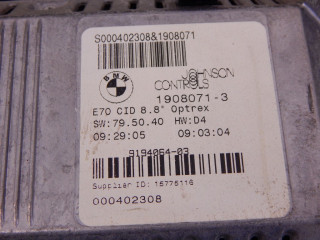 S000402308&1908071
BMW
JOHNSON
CONTROLS
1908071-3
E70 CID 8.8" Optrex
SW:79.50.40 HW:D4
09:29:05 09:03:04
9194064-03
Supplier ID: 15775116
000402308